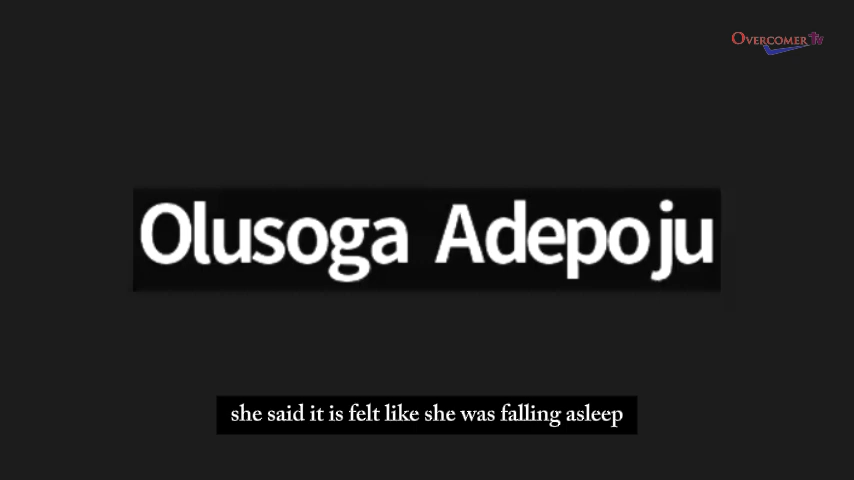 OVERCOMER TV
Olusoga Adepoju
she said it is felt like she was falling asleep